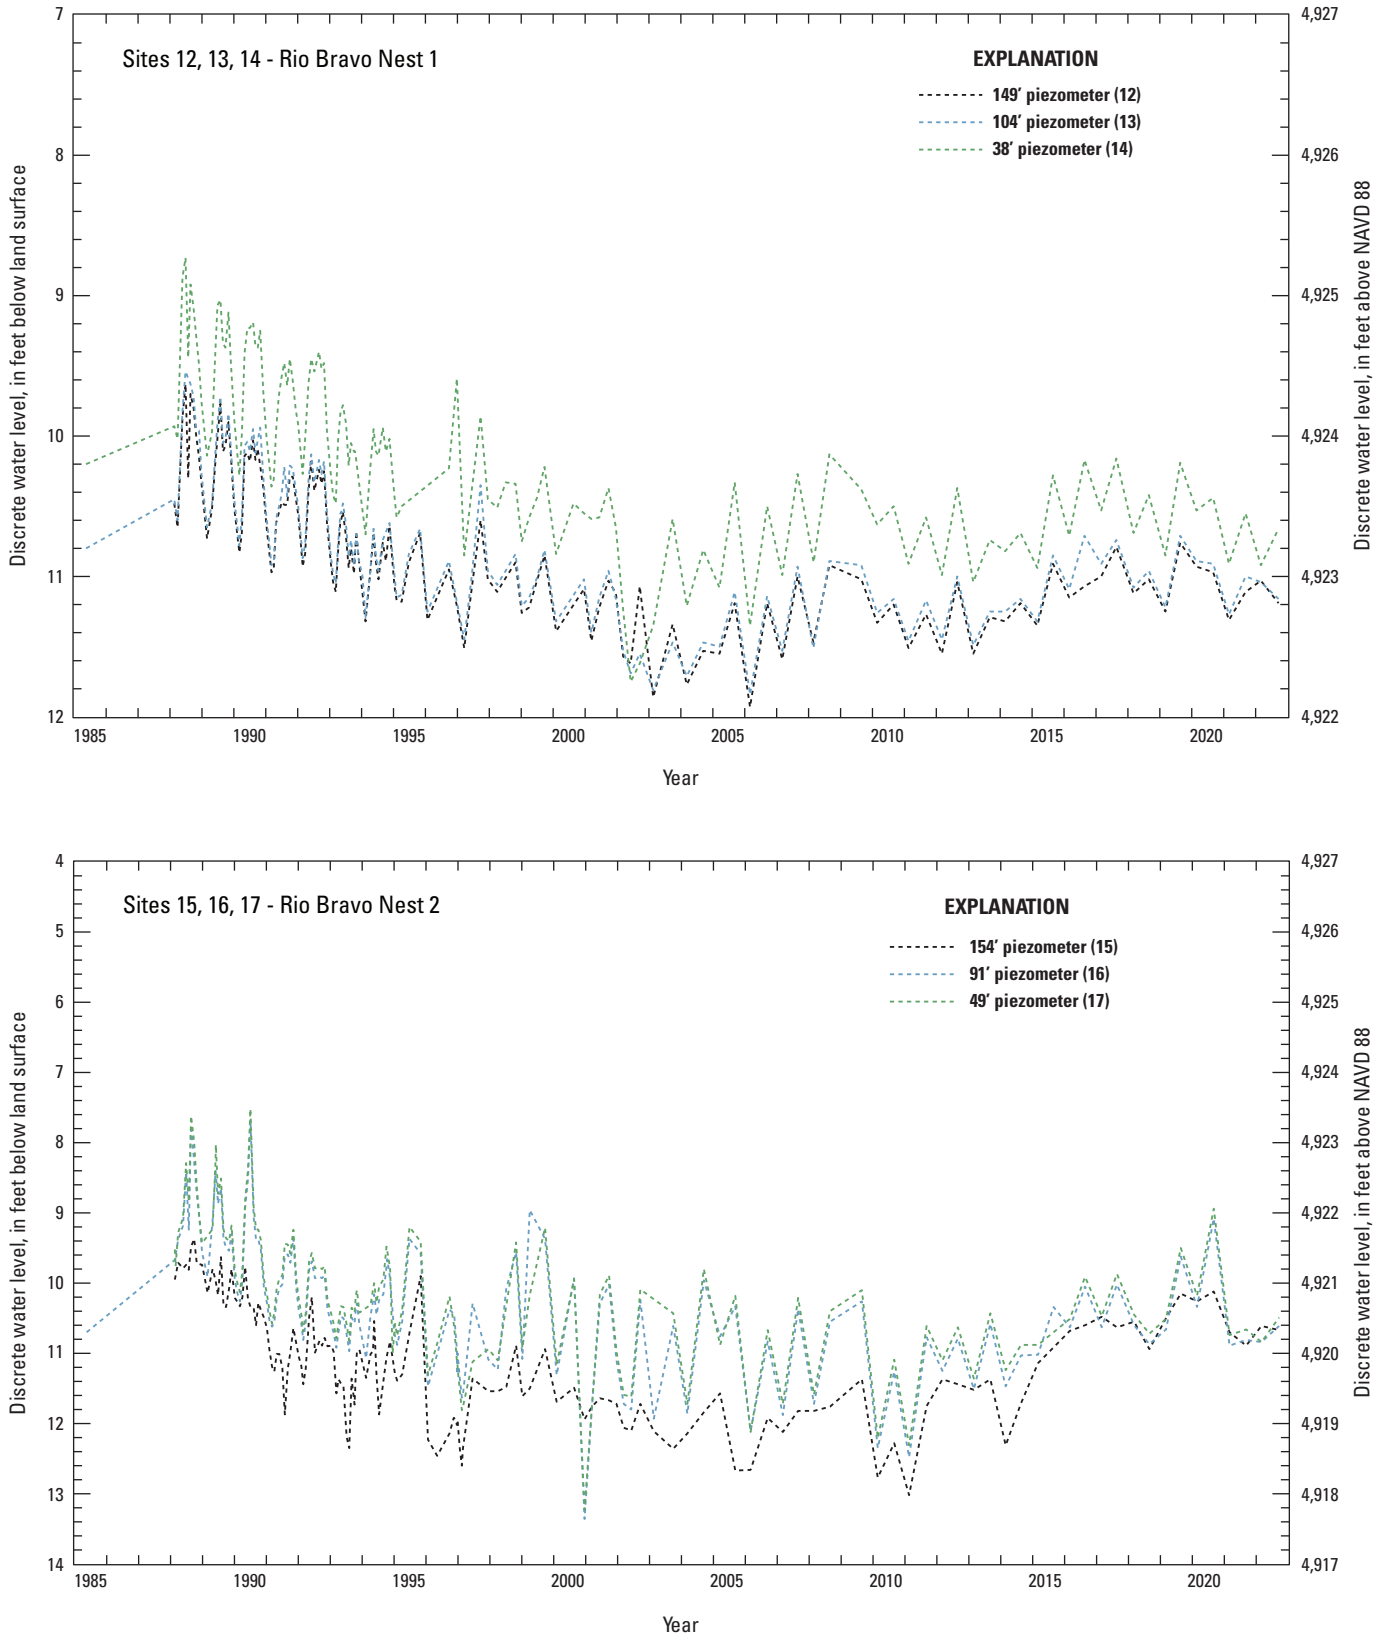 7
4,927
Sites 12, 13, 14 - Rio Bravo Nest 1
EXPLANATION
149’ piezometer (12)
104’ piezometer (13)
38’ piezometer (14)
8
4,926
9
4,925
10
4,924
11
4,923
12
4,922
Discrete water level, in feet below land surface
Discrete water level, in feet above NAVD 88
1985 1990 1995 2000 2005 2010 2015 2020
Year
4
4,927
Sites 15, 16, 17 - Rio Bravo Nest 2
EXPLANATION
5
4,926
154’ piezometer (15)
91’ piezometer (16)
49’ piezometer (17)
6
4,925
7
4,924
8
4,923
9
4,922
10
4,921
11
4,920
12
4,919
13
4,918
14
4,917
Discrete water level, in feet below land surface
Discrete water level, in feet above NAVD 88
1985 1990 1995 2000 2005 2010 2015 2020
Year